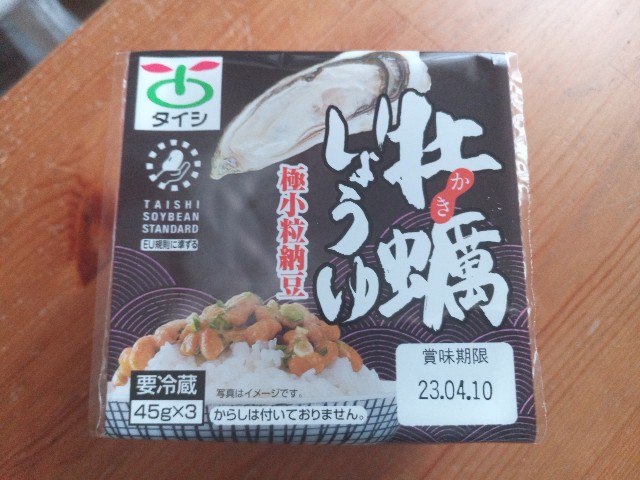 タイシ
TAISHI
SOYBEAN
STANDARD
EU規則に準ずる
牡蠣
かき
しょうゆ
極小粒納豆
賞味期限
23.04.10
要冷蔵
45g×3
写真はイメージです。
からしは付いておりません。